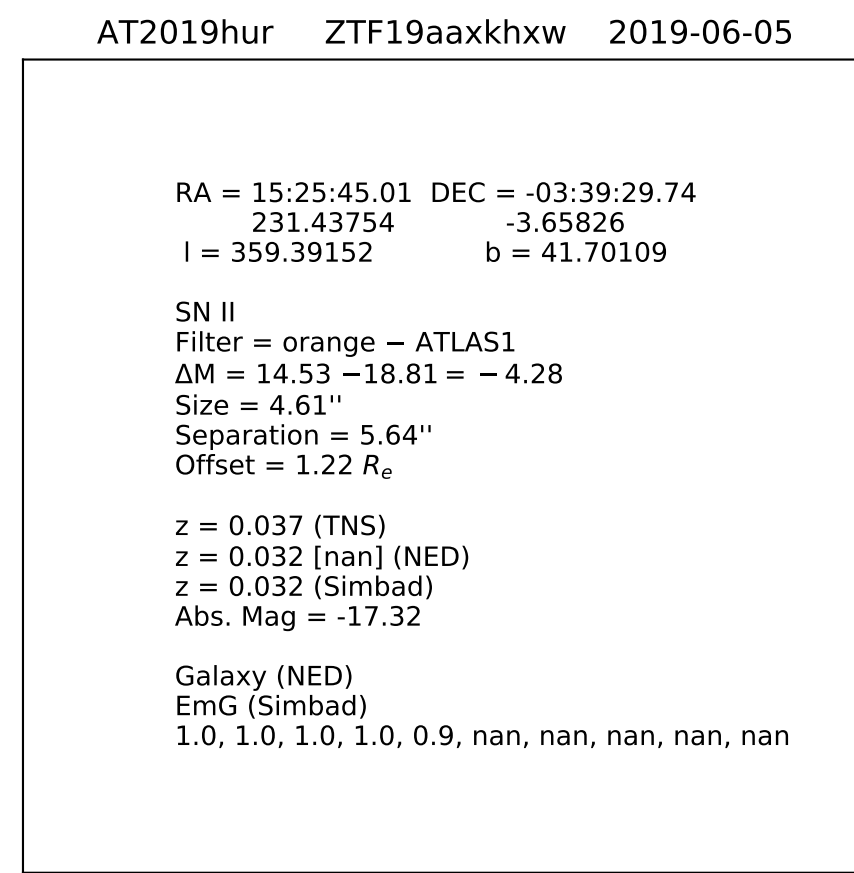 AT2019hur ZTF19aaxkhxw 2019-06-05
RA = 15:25:45.01 DEC = -03:39:29.74
231.43754 -3.65826
l = 359.39152 b = 41.70109
SN II
Filter = orange − ATLAS1
ΔM = 14.53 −18.81 = − 4.28
Size = 4.61''
Separation = 5.64''
Offset = 1.22 Re
z = 0.037 (TNS)
z = 0.032 [nan] (NED)
z = 0.032 (Simbad)
Abs. Mag = -17.32
Galaxy (NED)
EmG (Simbad)
1.0, 1.0, 1.0, 1.0, 0.9, nan, nan, nan, nan, nan